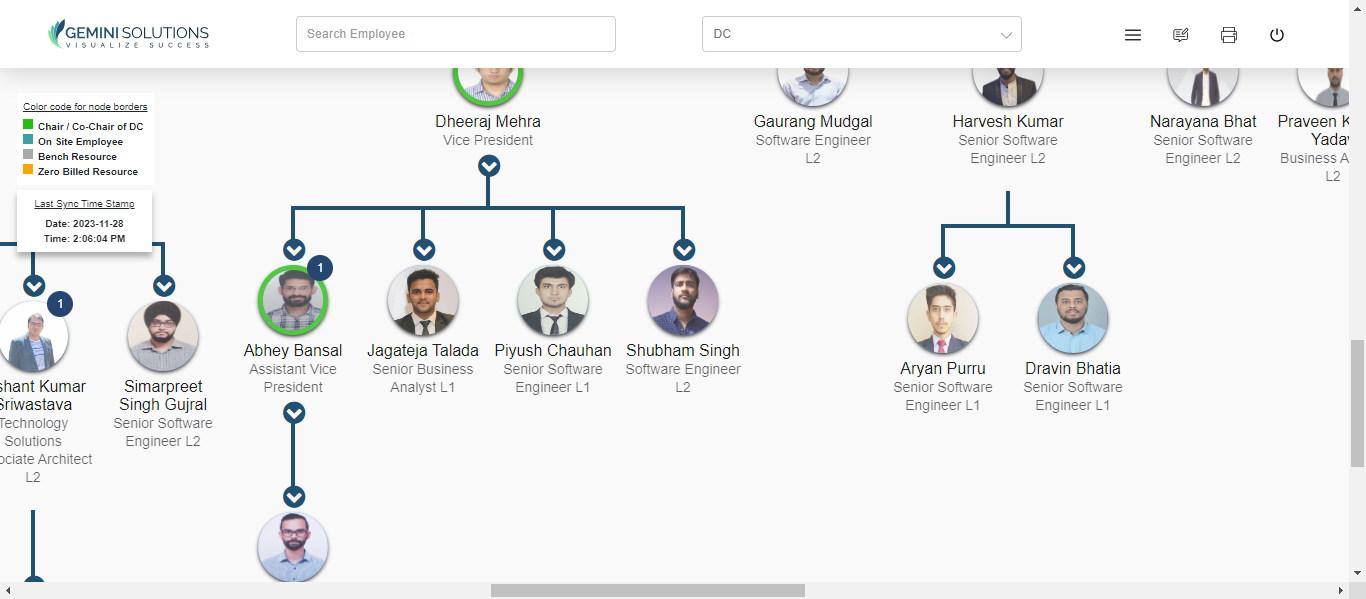 GEMINI SOLUTIONS
VISUALIZE SUCCESS
Search Employee
DC
Color code for node borders
Chair / Co-Chair of DC
On Site Employee
Bench Resource
Zero Billed Resource
Last Sync Time Stamp
Date: 2023-11-28
Time: 2:06:04 PM
Dheeraj Mehra
Vice President
Gaurang Mudgal
Software Engineer
L2
Harvesh Kumar
Senior Software
Engineer L2
Narayana Bhat
Senior Software
Engineer L2
Praveen K
Yadav
Business A
L2
1
shant Kumar
Sriwastava
Technology
Solutions
ociate Architect
L2
Simarpreet
Singh Gujral
Senior Software
Engineer L2
1
Abhey Bansal
Assistant Vice
President
Jagateja Talada
Senior Business
Analyst L1
Piyush Chauhan
Senior Software
Engineer L1
Shubham Singh
Software Engineer
L2
Aryan Purru
Senior Software
Engineer L1
Dravin Bhatia
Senior Software
Engineer L1